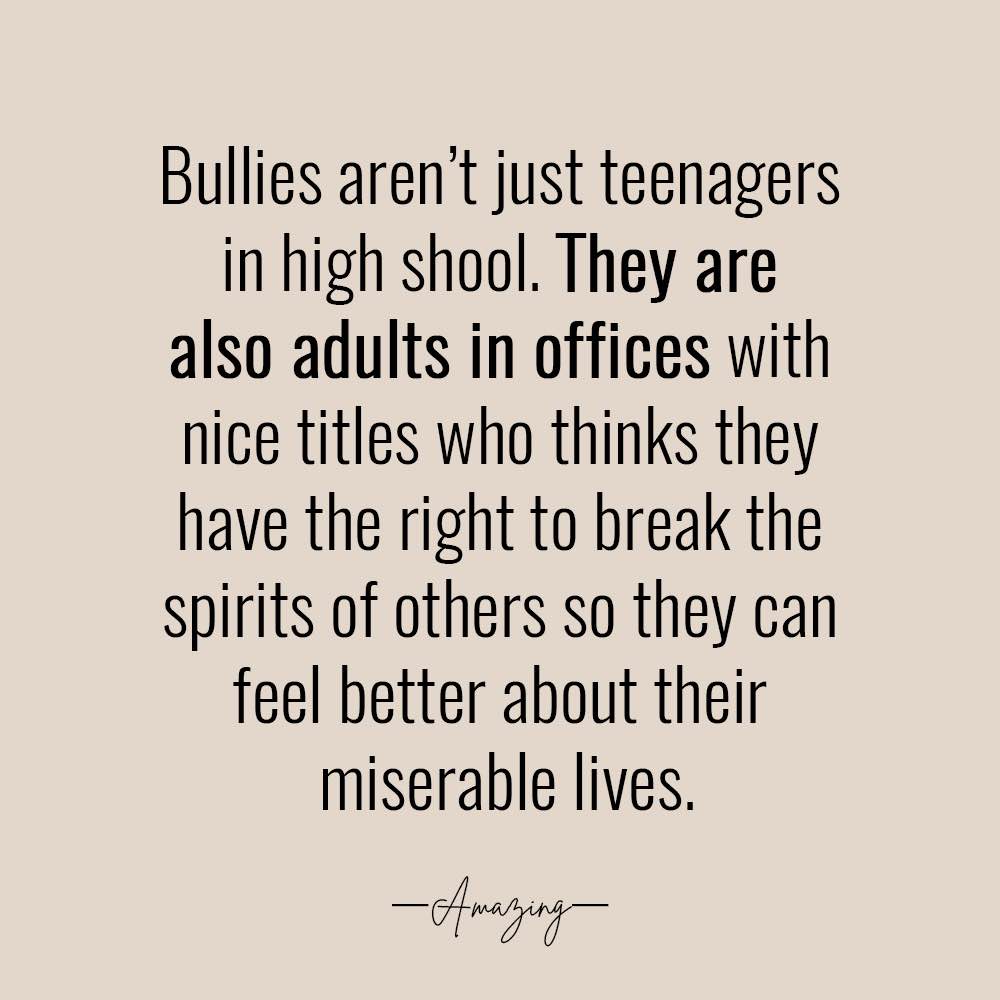 Bullies aren’t just teenagers
in high shool. They are
also adults in offices with
nice titles who thinks they
have the right to break the
spirits of others so they can
feel better about their
miserable lives.
Amazing